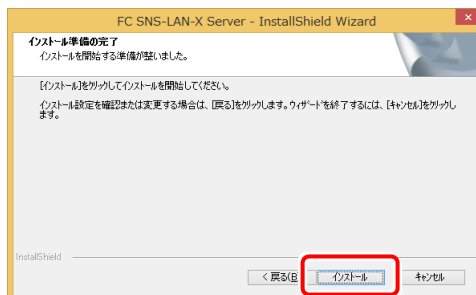 FC SNS-LAN-X Server - InstallShield Wizard
インストール準備の完了
インストールを開始する準備が整いました。
[インストール]をクリックしてインストールを開始してください。
インストール設定を確認または変更する場合は、[戻る]をクリックします。ウィザードを終了するには、[キャンセル]をクリックし
ます。
InstallShield
< 戻る(B
インストール
キャンセル